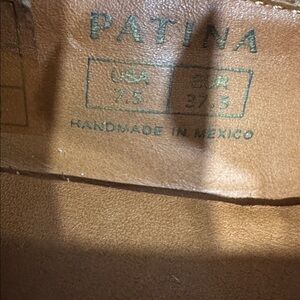 PATINA
USA EUR
7.5 37.5
HANDMADE IN MEXICO